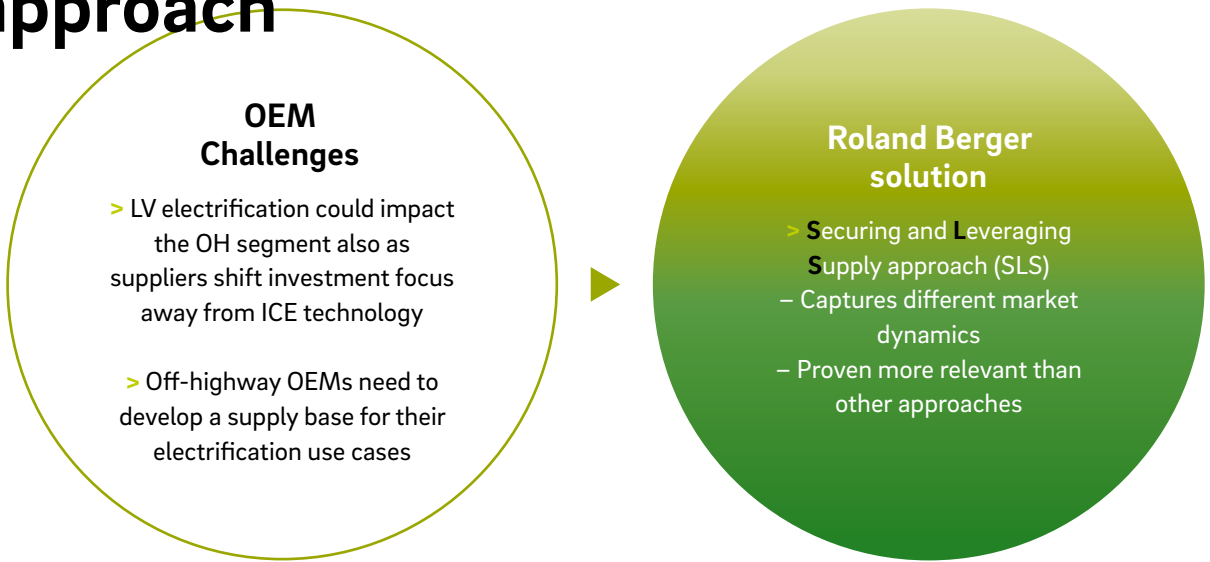 approach
OEM
Challenges
> LV electrification could impact
the OH segment also as
suppliers shift investment focus
away from ICE technology
> Off-highway OEMs need to
develop a supply base for their
electrification use cases
Roland Berger
solution
> Securing and Leveraging
Supply approach (SLS)
– Captures different market
dynamics
– Proven more relevant than
other approaches